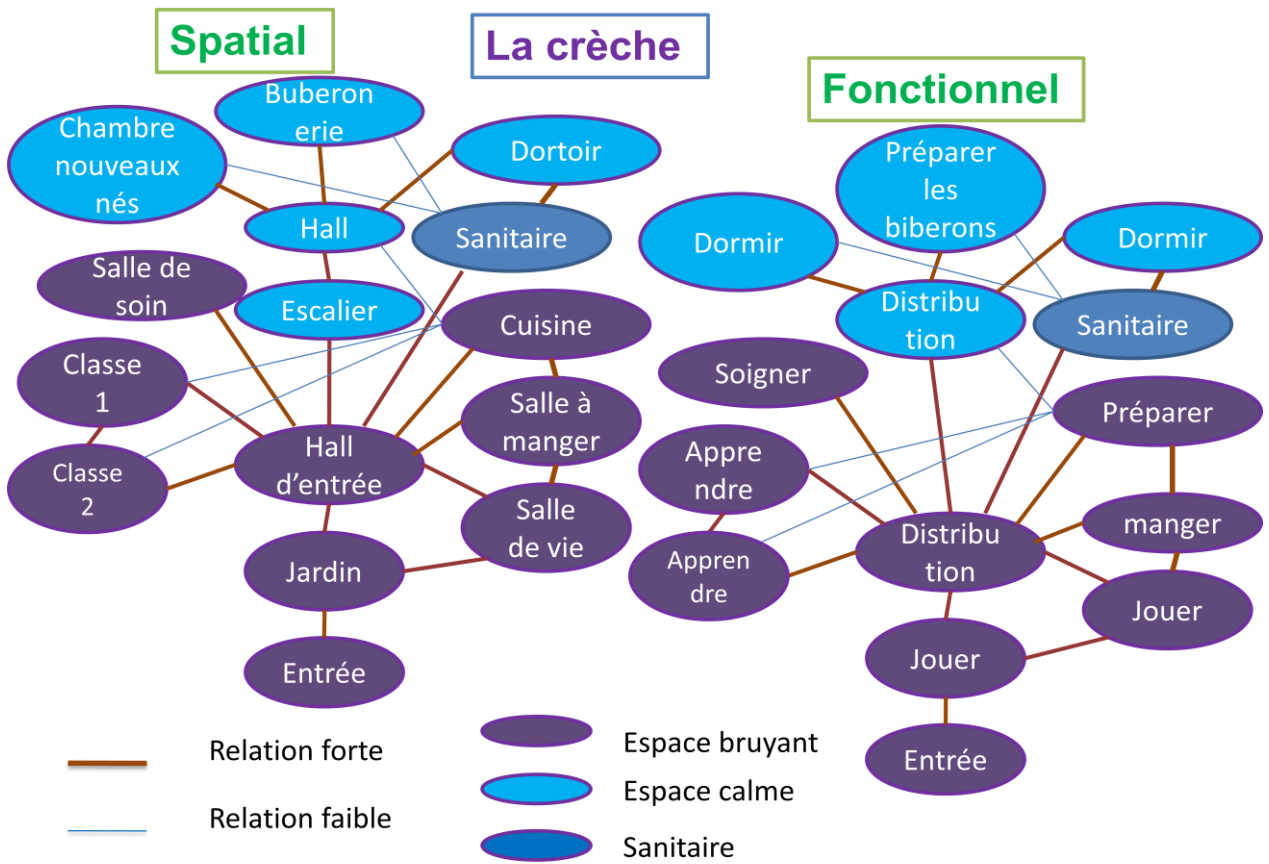 Spatial
La crèche
Fonctionnel
Buberon
erie
Chambre
nouveaux
nés
Dortoir
Hall
Sanitaire
Salle de
soin
Escalier
Cuisine
Classe
1
Salle à
manger
Classe
2
Hall
d’entrée
Salle
de vie
Jardin
Entrée
Préparer
les
biberons
Dormir
Dormir
Distribu
tion
Sanitaire
Soigner
Préparer
Appre
ndre
manger
Distribu
tion
Appren
dre
Jouer
Jouer
Entrée
Relation forte
Relation faible
Espace bruyant
Espace calme
Sanitaire